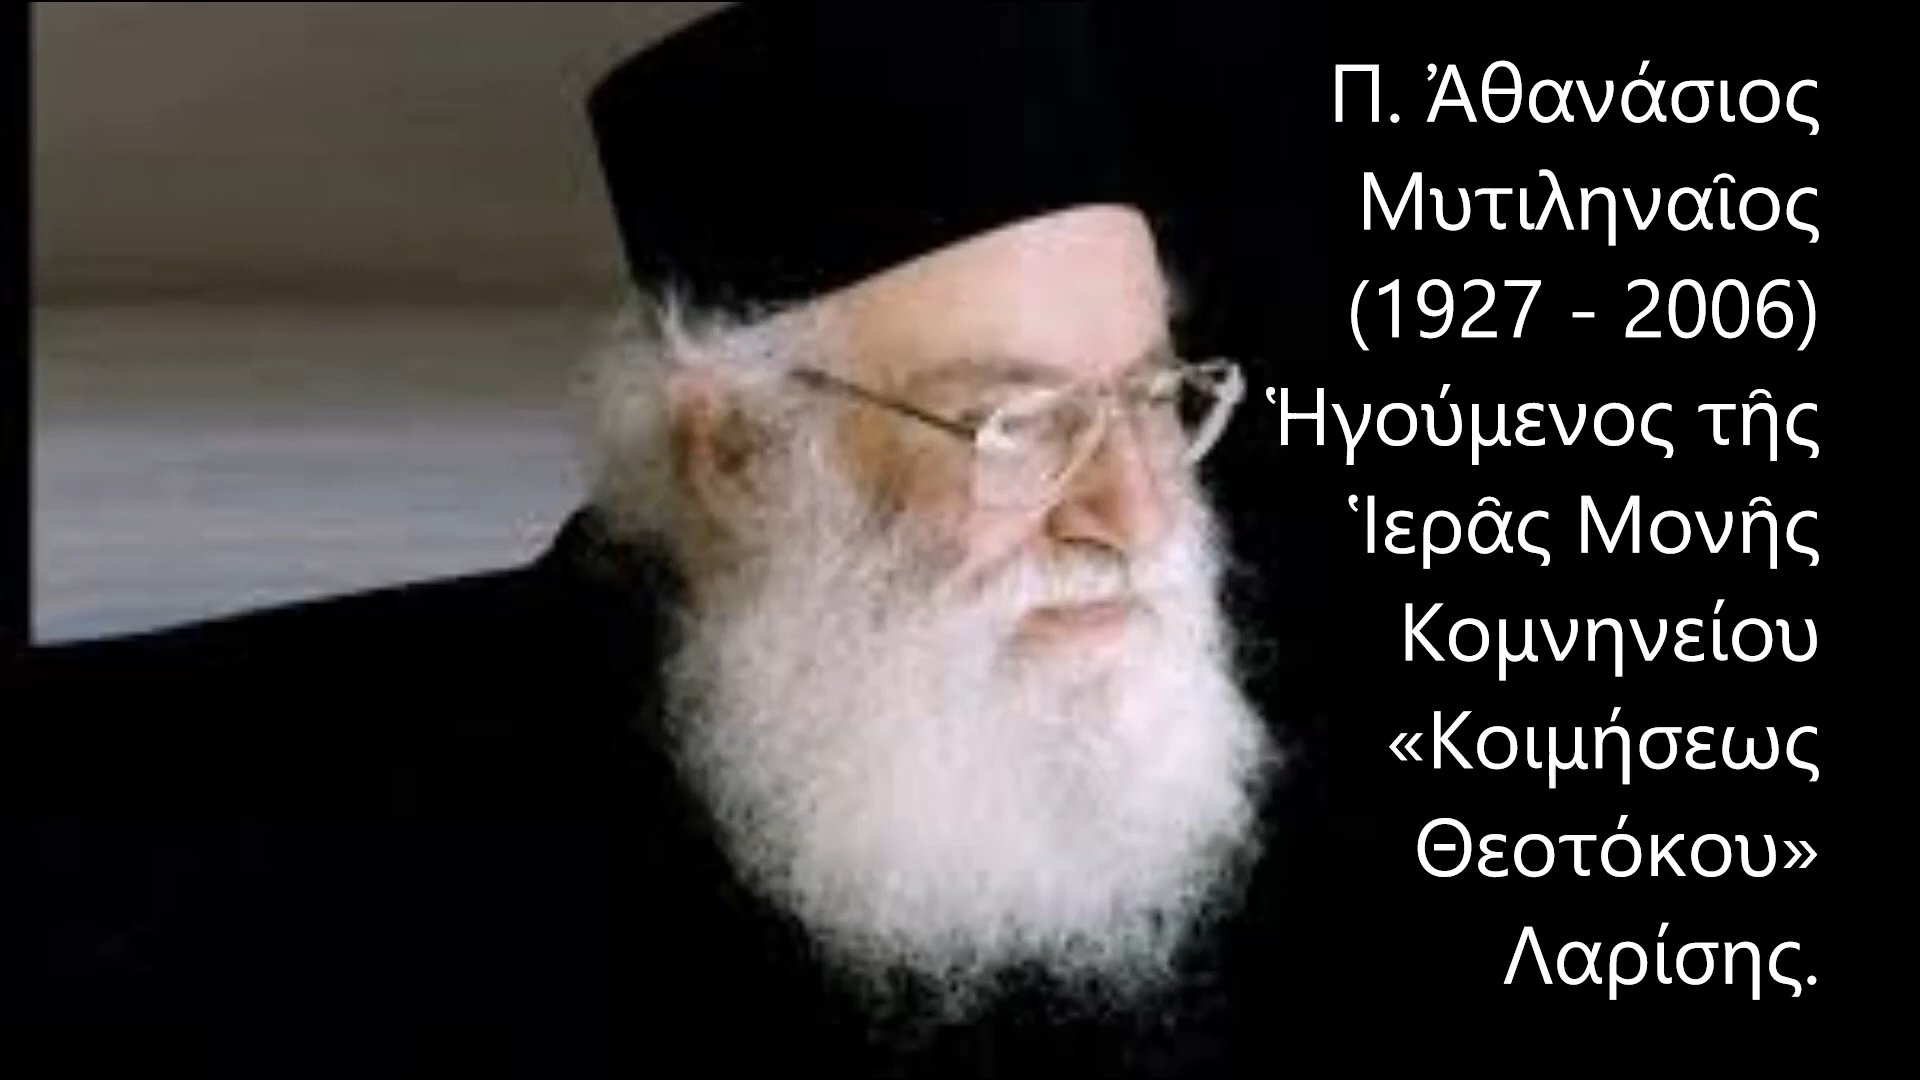 Π. Ἀθανάσιος
Μυτιληναῖος
(1927 - 2006)
Ἡγούμενος τῆς
Ἱερᾶς Μονῆς
Κομνηνείου
«Κοιμήσεως
Θεοτόκου»
Λαρίσης.